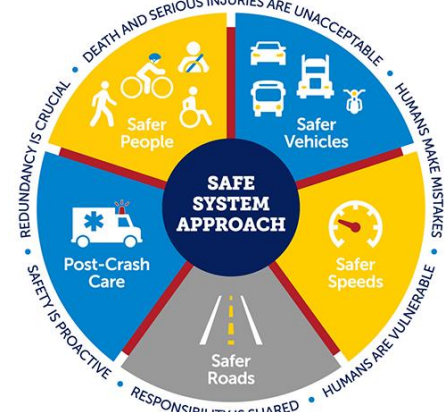 DEATH AND SERIOUS INJURIES ARE UNACCEPTABLE
HUMANS MAKE MISTAKES
HUMANS ARE VULNERABLE
RESPONSIBILITY IS SHARED
SAFETY IS PROACTIVE
REDUNDANCY IS CRUCIAL
Safer
People
Safer
Vehicles
SAFE
SYSTEM
APPROACH
Post-Crash
Care
Safer
Speeds
Safer
Roads